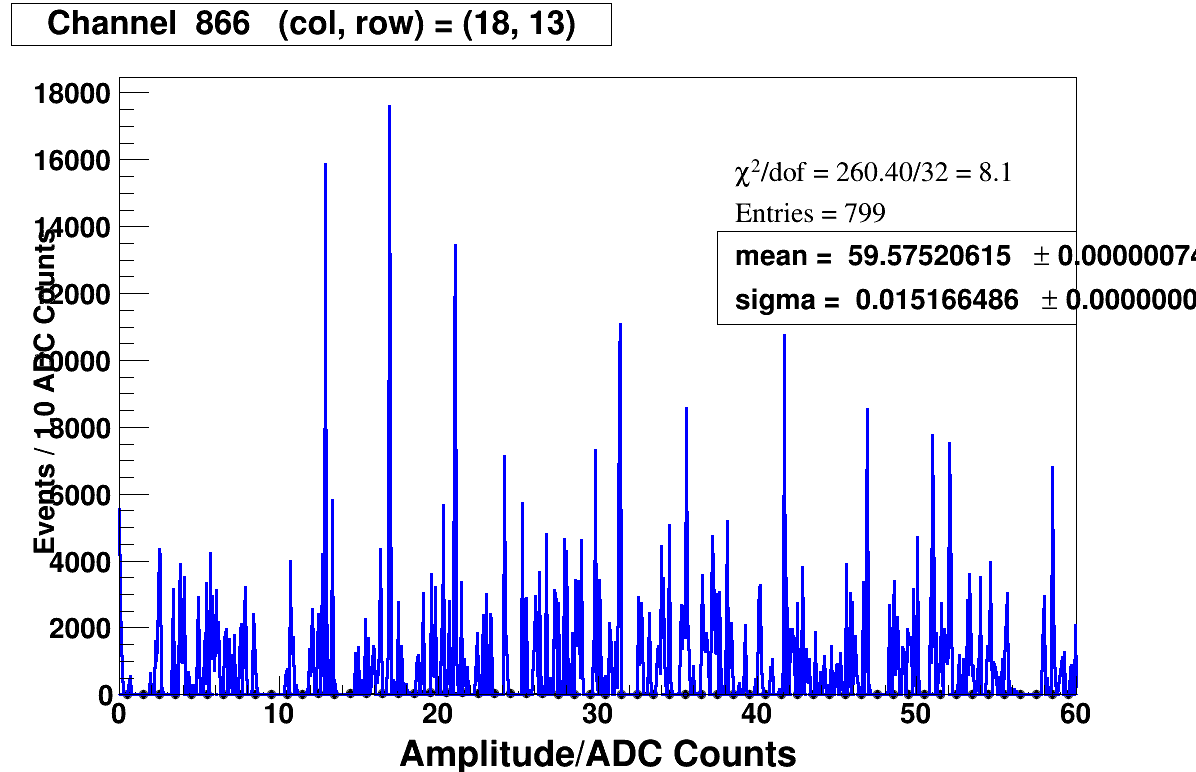 Channel 866 (col, row) = (18, 13)
Events / 1.0 ADC Counts
18000
16000
14000
12000
10000
8000
6000
4000
2000
0
χ²/dof = 260.40/32 = 8.1
Entries = 799
mean = 59.57520615 ± 0.00000074
sigma = 0.015166486 ± 0.0000000
0 10 20 30 40 50 60
Amplitude/ADC Counts